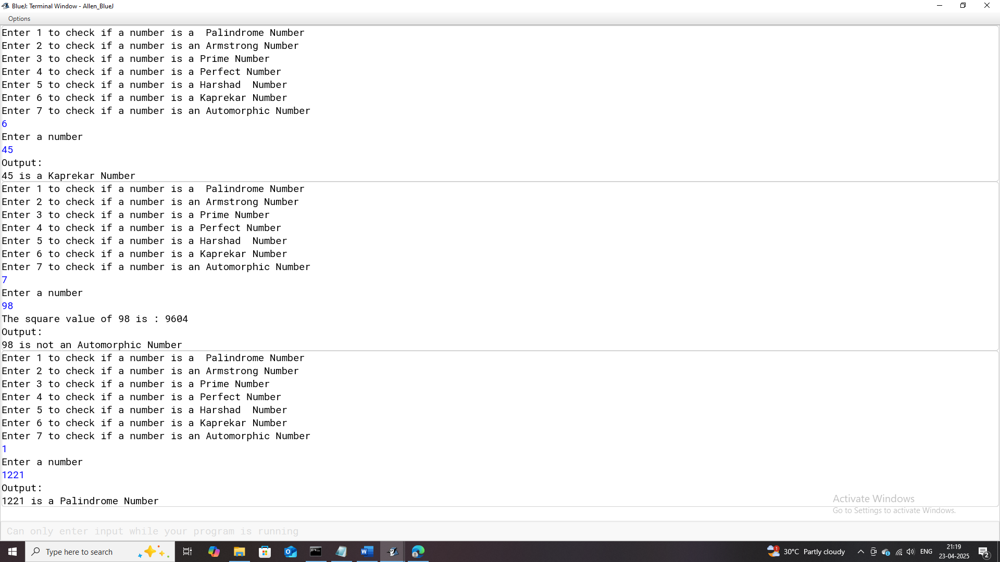 BlueJ: Terminal Window - Allen_BlueJ
Options
Enter 1 to check if a number is a  Palindrome Number
Enter 2 to check if a number is an Armstrong Number
Enter 3 to check if a number is a Prime Number
Enter 4 to check if a number is a Perfect Number
Enter 5 to check if a number is a Harshad  Number
Enter 6 to check if a number is a Kaprekar Number
Enter 7 to check if a number is an Automorphic Number
6
Enter a number
45
Output:
45 is a Kaprekar Number
Enter 1 to check if a number is a  Palindrome Number
Enter 2 to check if a number is an Armstrong Number
Enter 3 to check if a number is a Prime Number
Enter 4 to check if a number is a Perfect Number
Enter 5 to check if a number is a Harshad  Number
Enter 6 to check if a number is a Kaprekar Number
Enter 7 to check if a number is an Automorphic Number
7
Enter a number
98
The square value of 98 is : 9604
Output:
98 is not an Automorphic Number
Enter 1 to check if a number is a  Palindrome Number
Enter 2 to check if a number is an Armstrong Number
Enter 3 to check if a number is a Prime Number
Enter 4 to check if a number is a Perfect Number
Enter 5 to check if a number is a Harshad  Number
Enter 6 to check if a number is a Kaprekar Number
Enter 7 to check if a number is an Automorphic Number
1
Enter a number
1221
Output:
1221 is a Palindrome Number
Activate Windows
Go to Settings to activate Windows.
Can only enter input while your program is running
Type here to search
1
30°C Partly cloudy
ENG
21:19
23-04-2025
2